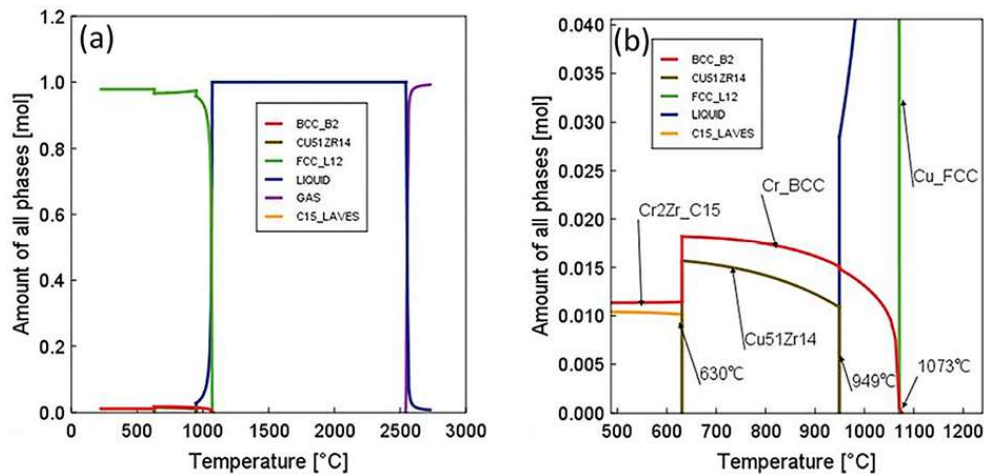 (a)
Amount of all phases [mol]
1.2
1.0
0.8
0.6
0.4
0.2
0.0
BCC_B2
CU51ZR14
FCC_L12
LIQUID
GAS
C15_LAVES
0 500 1000 1500 2000 2500 3000
Temperature [°C]
(b)
Amount of all phases [mol]
0.040
0.035
0.030
0.025
0.020
0.015
0.010
0.005
0.000
BCC_B2
CU51ZR14
FCC_L12
LIQUID
C15_LAVES
Cu_FCC
Cr_BCC
Cr2Zr_C15
Cu51Zr14
630℃
949℃
1073℃
500 600 700 800 900 1000 1100 1200
Temperature [°C]